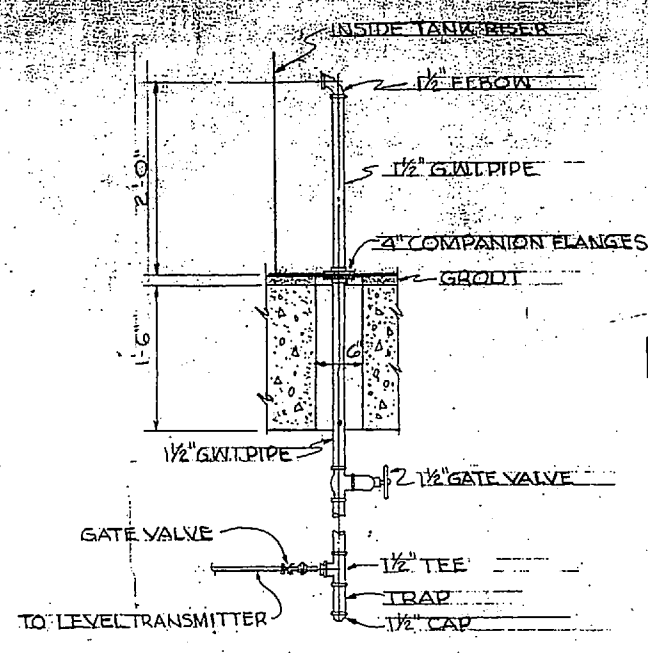 INSIDE TANK RISER
1½" ELBOW
2'-0"
1½" G.W.I. PIPE
4" COMPANION FLANGES
GROUT
1'-6"
6"
1½" G.W.I. PIPE
1½" GATE VALVE
GATE VALVE
1½" TEE
TRAP
TO LEVEL TRANSMITTER
1½" CAP